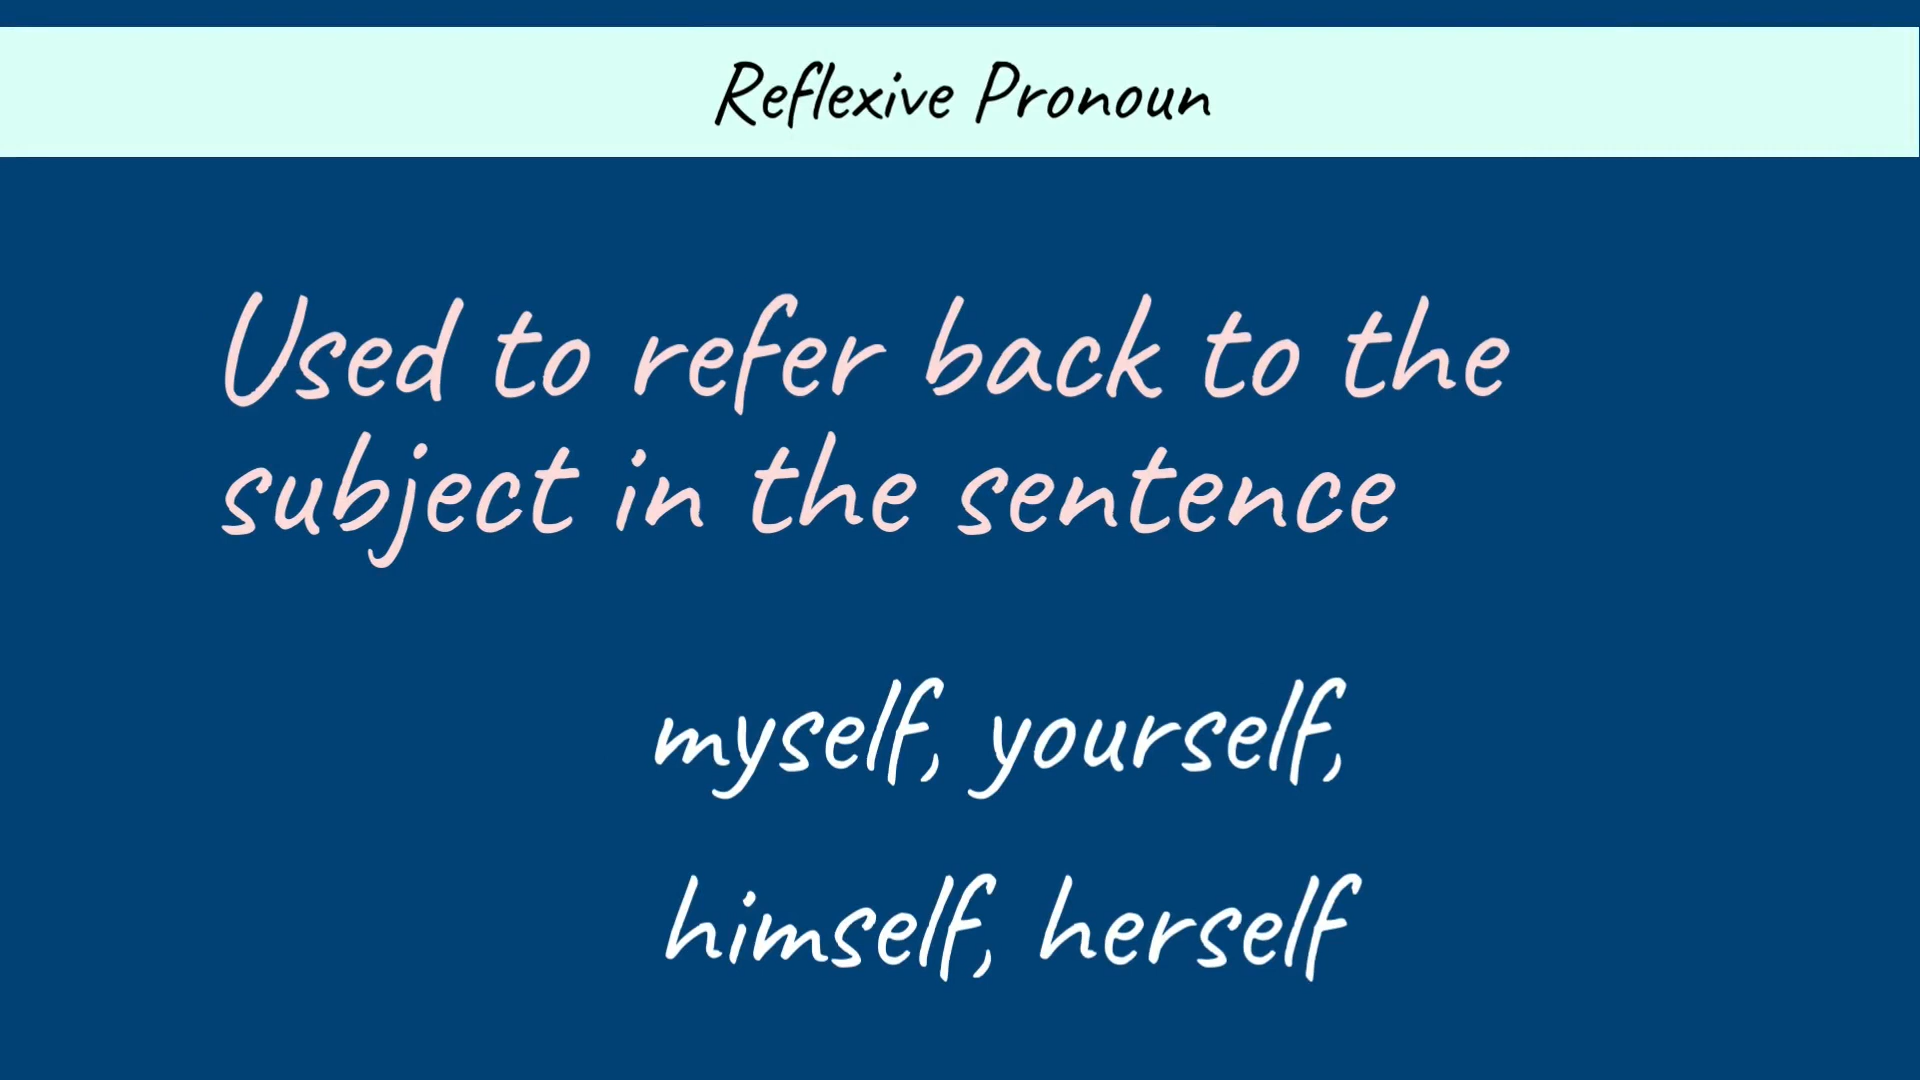 Reflexive Pronoun
Used to refer back to the
subject in the sentence
myself, yourself,
himself, herself